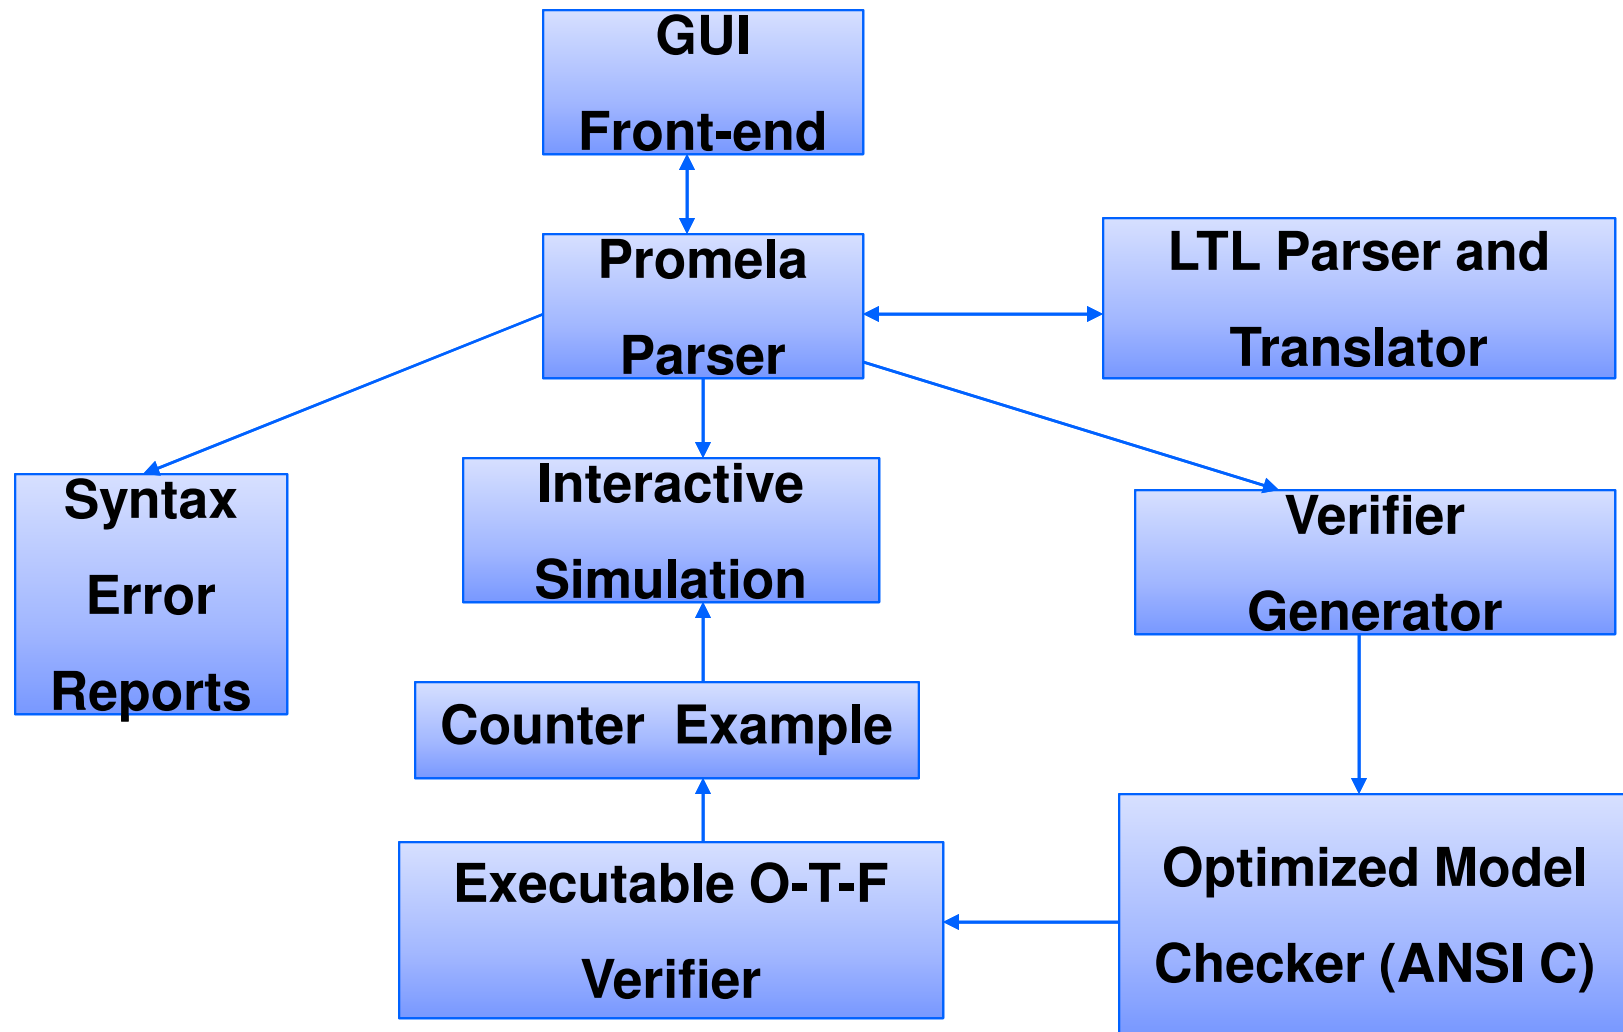 GUI
Front-end
Promela
Parser
LTL Parser and
Translator
Syntax
Error
Reports
Interactive
Simulation
Verifier
Generator
Counter  Example
Executable O-T-F
Verifier
Optimized Model
Checker (ANSI C)